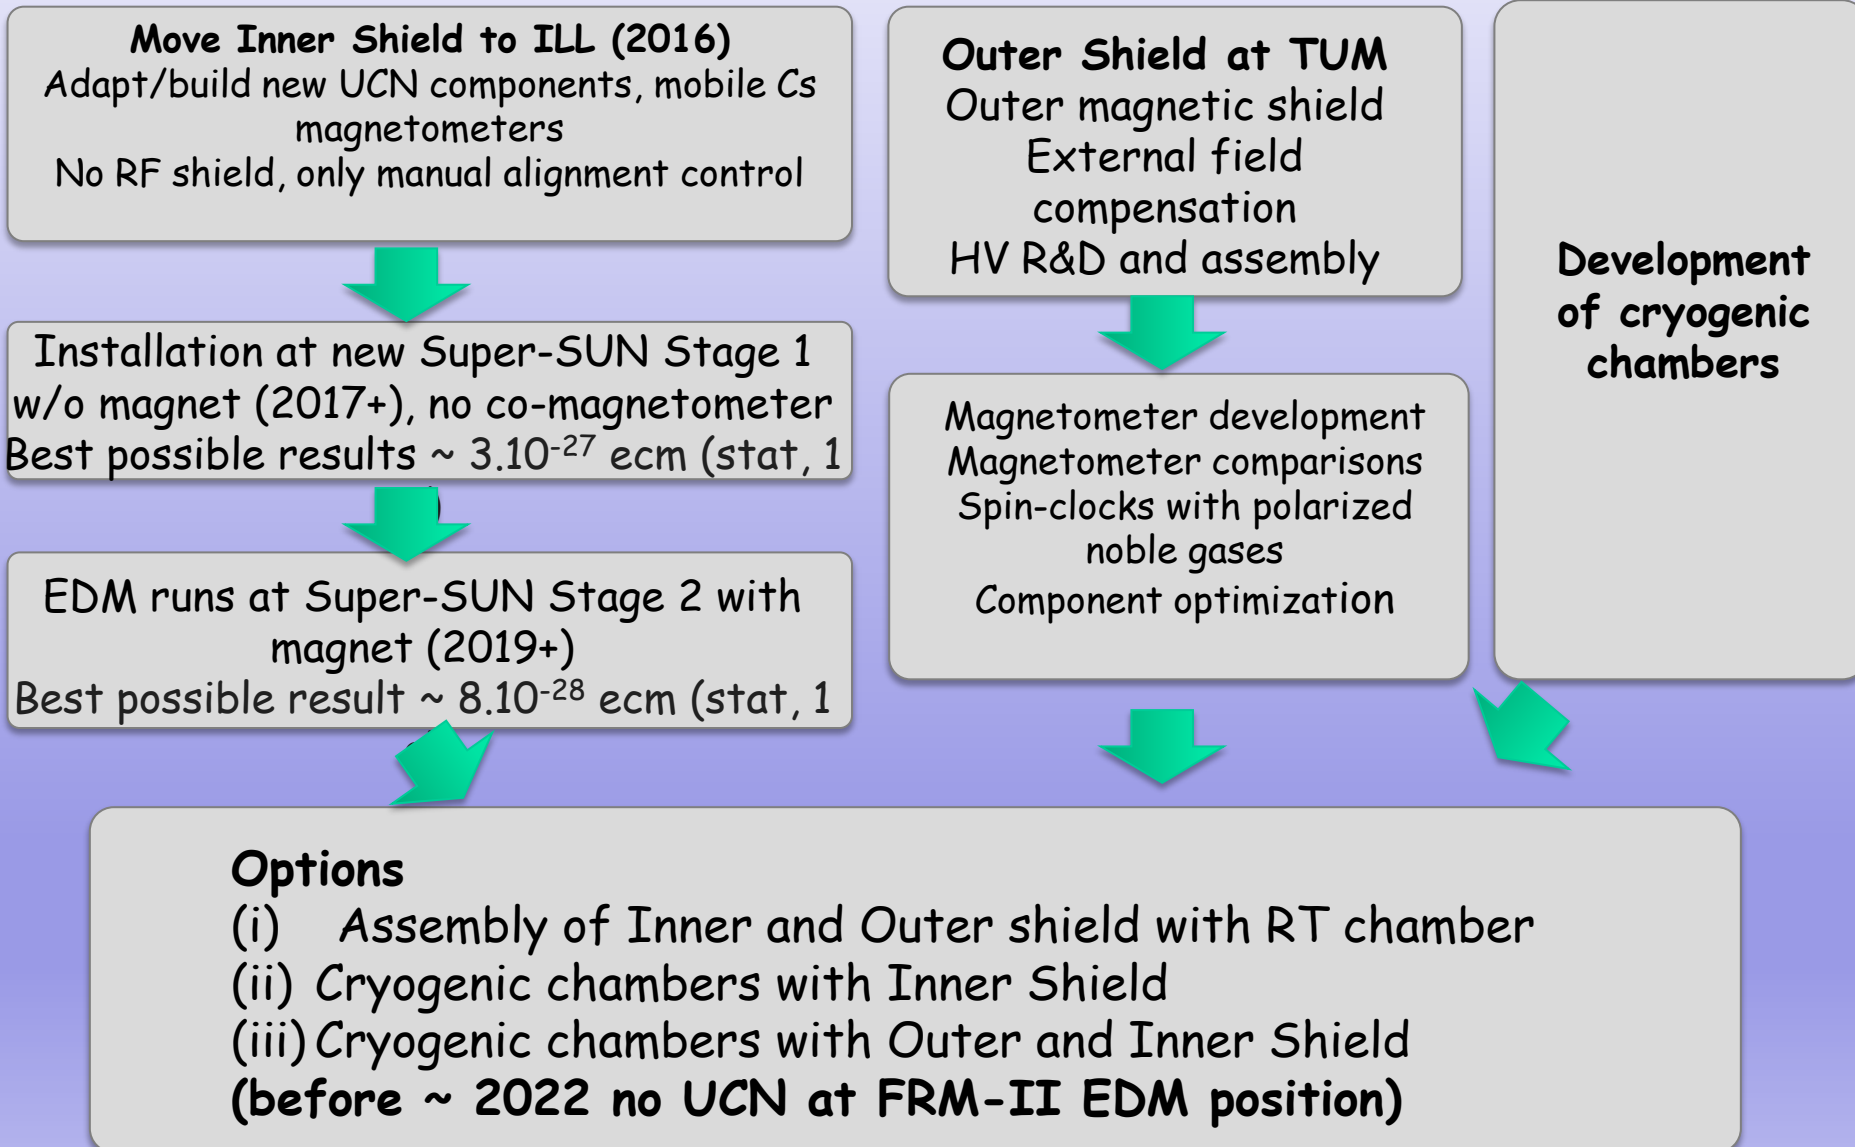 Move Inner Shield to ILL (2016)
Adapt/build new UCN components, mobile Cs
magnetometers
No RF shield, only manual alignment control
Installation at new Super-SUN Stage 1
w/o magnet (2017+), no co-magnetometer
Best possible results ~ 3.10⁻²⁷ ecm (stat, 1
)
EDM runs at Super-SUN Stage 2 with
magnet (2019+)
Best possible result ~ 8.10⁻²⁸ ecm (stat, 1
Outer Shield at TUM
Outer magnetic shield
External field
compensation
HV R&D and assembly
Magnetometer development
Magnetometer comparisons
Spin-clocks with polarized
noble gases
Component optimization
Development
of cryogenic
chambers
Options
(i) Assembly of Inner and Outer shield with RT chamber
(ii) Cryogenic chambers with Inner Shield
(iii) Cryogenic chambers with Outer and Inner Shield
(before ~ 2022 no UCN at FRM-II EDM position)